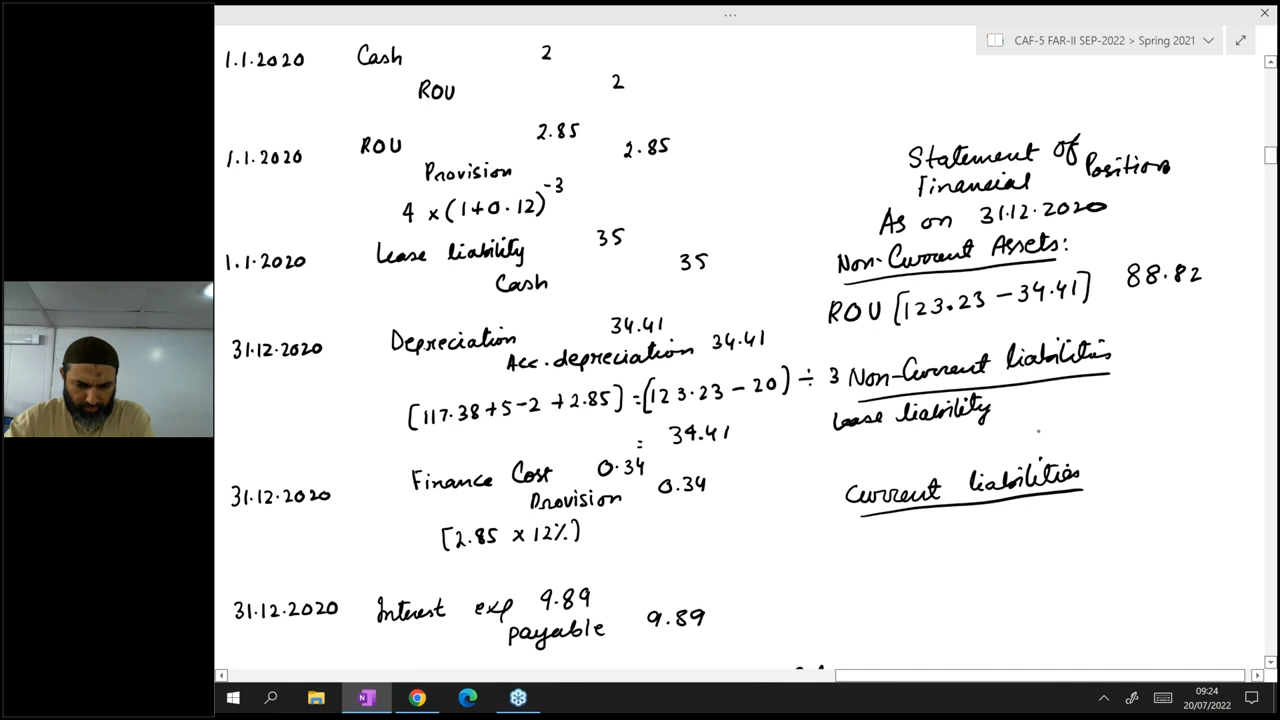 CAF-5 FAR-II SEP-2022 > Spring 2021
1.1.2020 Cash 2
ROU 2
1.1.2020 ROU 2.85
Provision 2.85
4 × (1+0.12)^-3
1.1.2020 Lease liability 35
Cash 35
31.12.2020 Depreciation 34.41
Acc. depreciation 34.41
[117.38+5-2+2.85] = (123.23 - 20) ÷ 3
= 34.41
31.12.2020 Finance Cost 0.34
Provision 0.34
[2.85 × 12%]
31.12.2020 Interest exp 9.89
payable 9.89
Statement of
Financial Position
As on 31.12.2020
Non-Current Assets:
ROU [123.23 - 34.41] 88.82
Non-Current liabilities
Lease liability
Current liabilities
09:24
20/07/2022